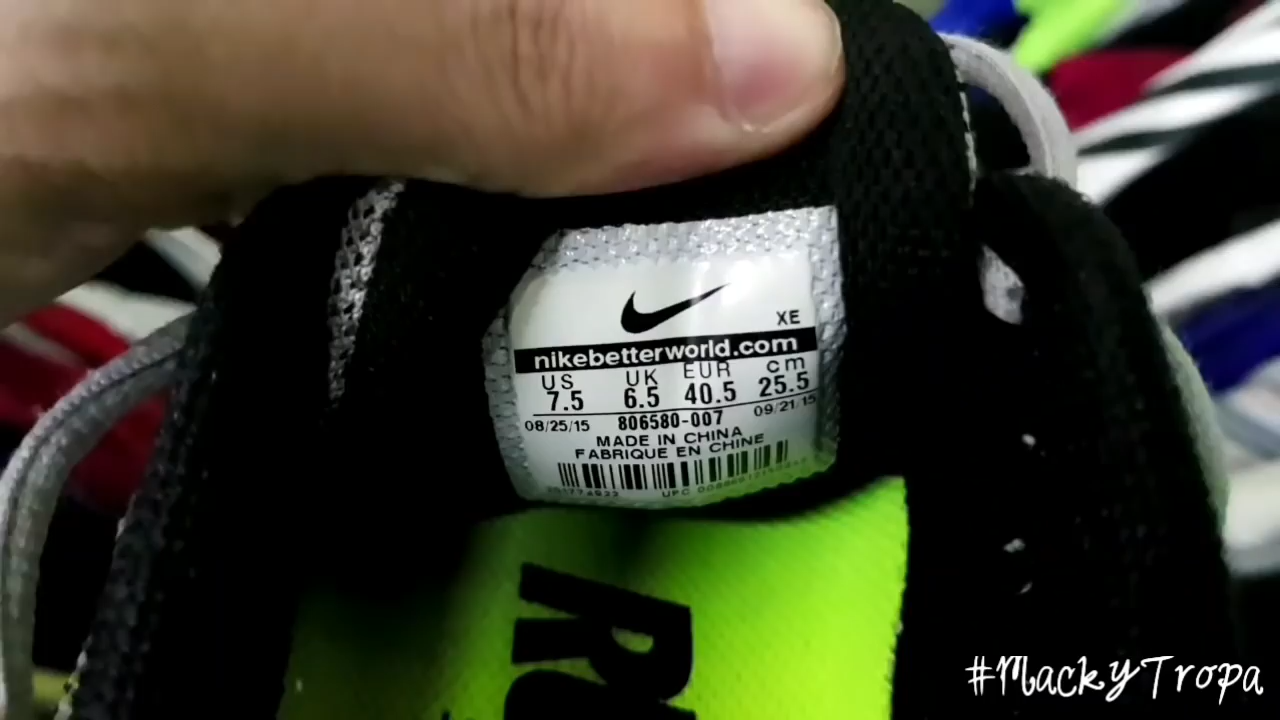 XE
nikebetterworld.com
US UK EUR cm
7.5 6.5 40.5 25.5
08/25/15 806580-007 09/21/15
MADE IN CHINA
FABRIQUE EN CHINE
UPC
#MackyTropa